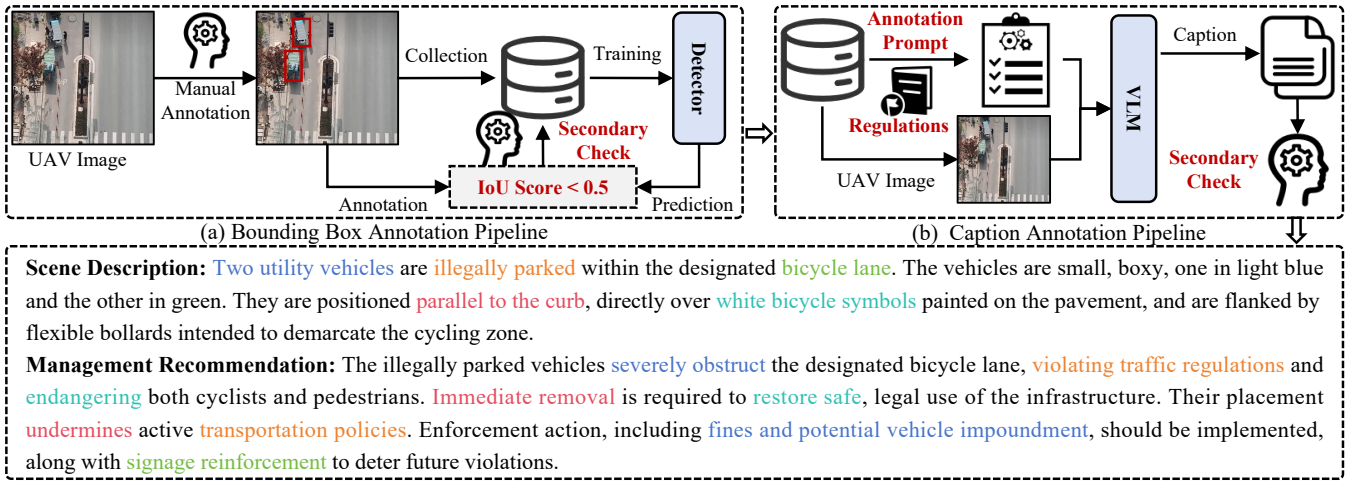 UAV Image
Manual
Annotation
Collection
Training
Detector
Secondary
Check
IoU Score < 0.5
Annotation
Prediction
(a) Bounding Box Annotation Pipeline
Annotation
Prompt
Regulations
UAV Image
VLM
Caption
Secondary
Check
(b) Caption Annotation Pipeline
Scene Description: Two utility vehicles are illegally parked within the designated bicycle lane. The vehicles are small, boxy, one in light blue
and the other in green. They are positioned parallel to the curb, directly over white bicycle symbols painted on the pavement, and are flanked by
flexible bollards intended to demarcate the cycling zone.
Management Recommendation: The illegally parked vehicles severely obstruct the designated bicycle lane, violating traffic regulations and
endangering both cyclists and pedestrians. Immediate removal is required to restore safe, legal use of the infrastructure. Their placement
undermines active transportation policies. Enforcement action, including fines and potential vehicle impoundment, should be implemented,
along with signage reinforcement to deter future violations.